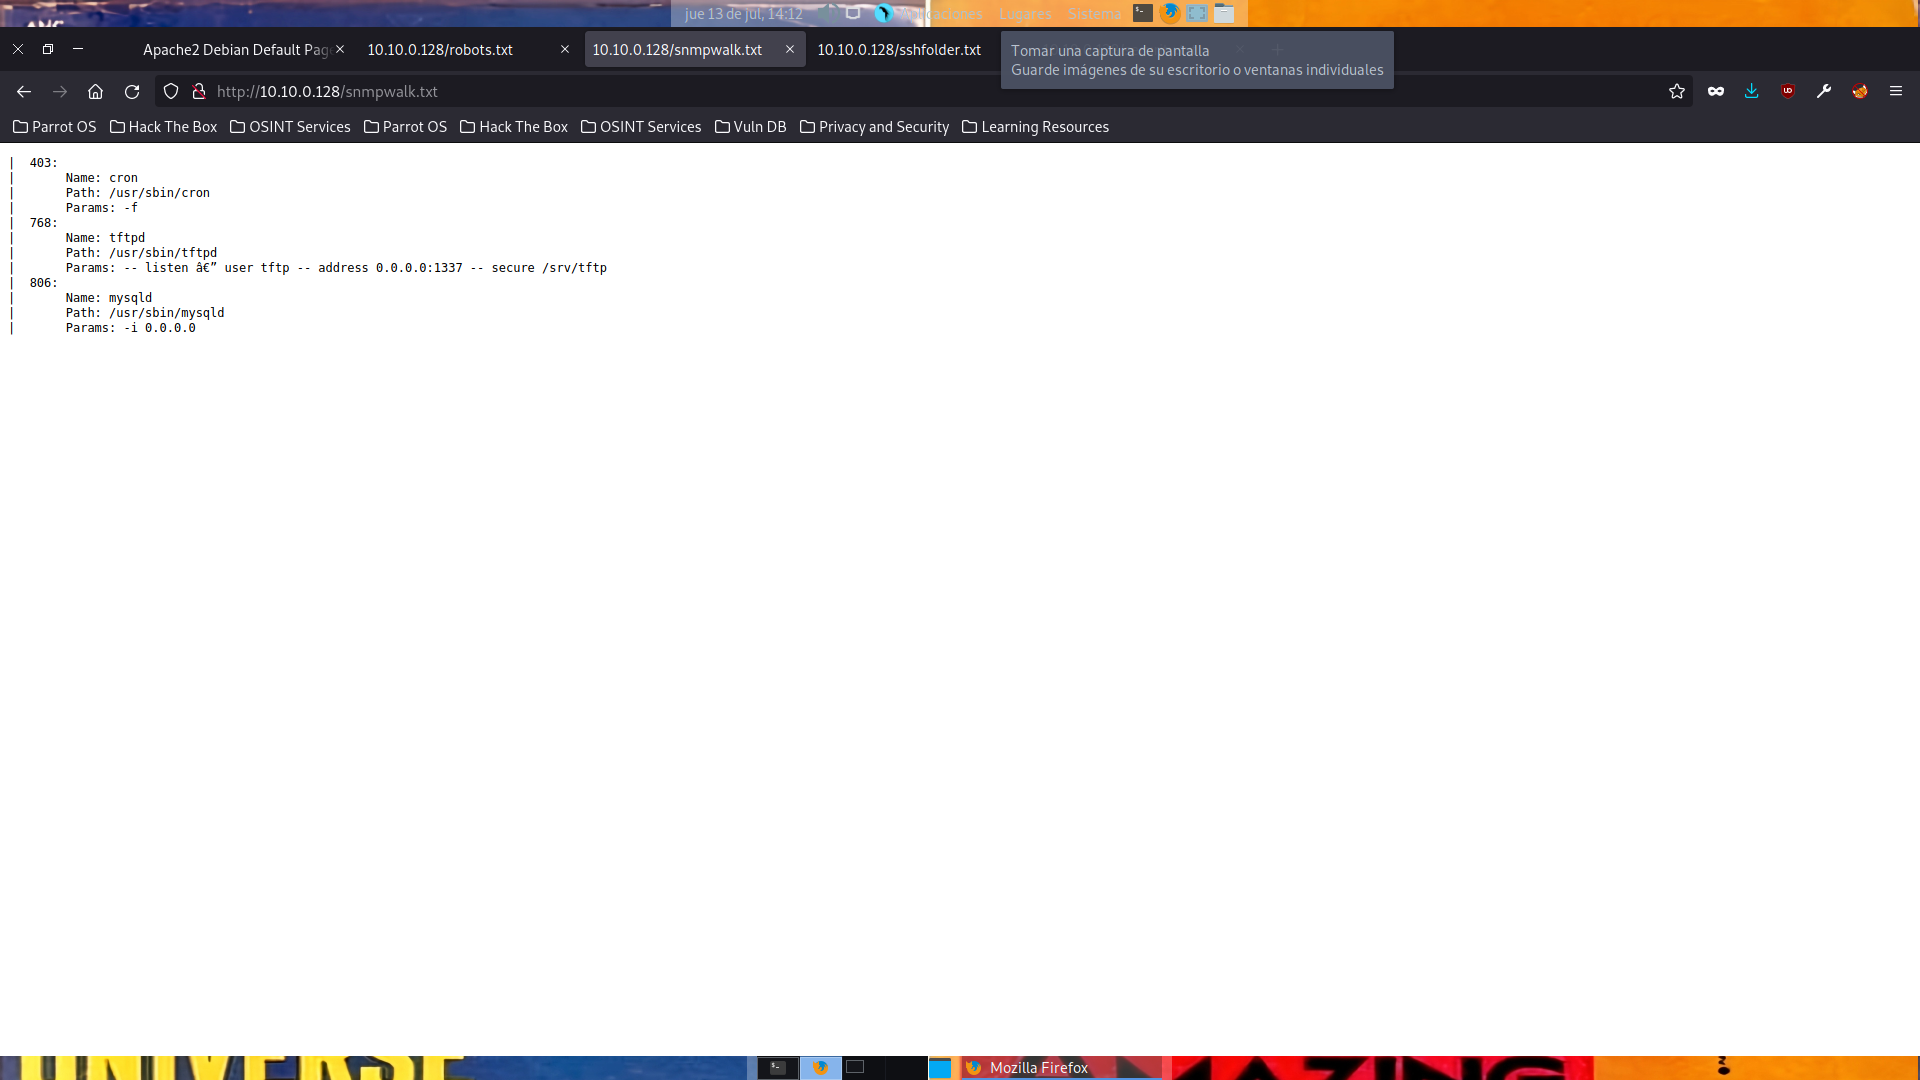 jue 13 de jul, 14:12 Aplicaciones Lugares Sistema
Apache2 Debian Default Pag
10.10.0.128/robots.txt
10.10.0.128/snmpwalk.txt
10.10.0.128/sshfolder.txt
Tomar una captura de pantalla
Guarde imágenes de su escritorio o ventanas individuales
http://10.10.0.128/snmpwalk.txt
Parrot OS Hack The Box OSINT Services Parrot OS Hack The Box OSINT Services Vuln DB Privacy and Security Learning Resources
| 403:
| Name: cron
| Path: /usr/sbin/cron
| Params: -f
| 768:
| Name: tftpd
| Path: /usr/sbin/tftpd
| Params: -- listen â€” user tftp -- address 0.0.0.0:1337 -- secure /srv/tftp
| 806:
| Name: mysqld
| Path: /usr/sbin/mysqld
| Params: -i 0.0.0.0
UNIVERSE
Mozilla Firefox
AMAZING